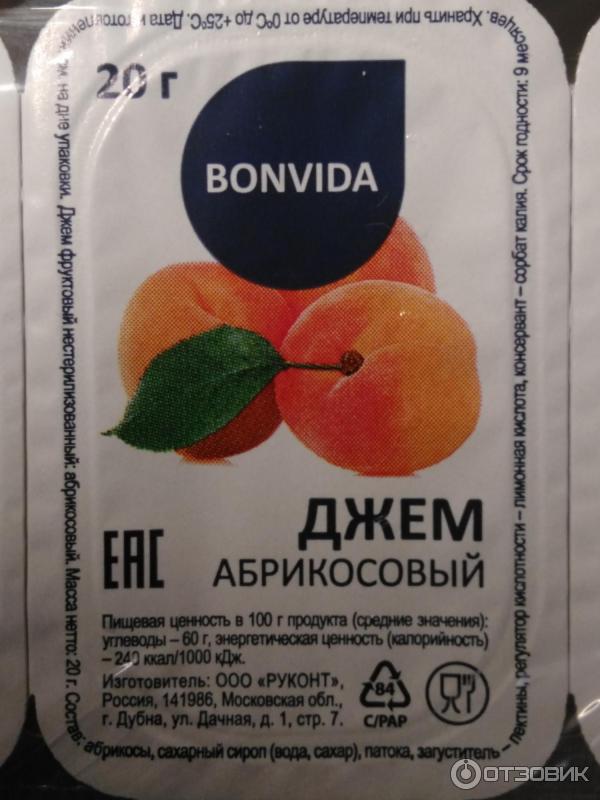 20 г
BONVIDA
ДЖЕМ
АБРИКОСОВЫЙ
ЕАС
Пищевая ценность в 100 г продукта (средние значения):
углеводы – 60 г, энергетическая ценность (калорийность)
– 240 ккал/1000 кДж.
Изготовитель: ООО «РУКОНТ»,
Россия, 141986, Московская обл.,
г. Дубна, ул. Дачная, д. 1, стр. 7.
84
C/PAP
на дне упаковки. Джем фруктовый нестерилизованный: абрикосовый. Масса нетто: 20 г. Состав:
абрикосы, сахарный сироп (вода, сахар), патока, загуститель –
пектины, регулятор кислотности – лимонная кислота, консервант – сорбат калия. Срок годности: 9
месяцев. Хранить при температуре от 0°С до +25°С. Дата
ОТЗОВИК